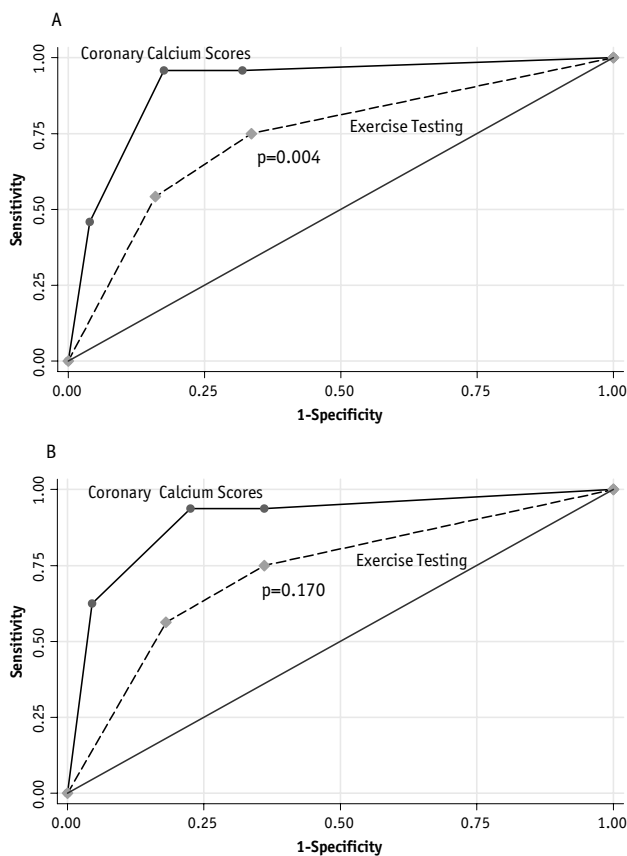 A
Coronary Calcium Scores
Exercise Testing
p=0.004
Sensitivity
1.00
0.75
0.50
0.25
0.00
0.00 0.25 0.50 0.75 1.00
1-Specificity
B
Coronary Calcium Scores
Exercise Testing
p=0.170
Sensitivity
1.00
0.75
0.50
0.25
0.00
0.00 0.25 0.50 0.75 1.00
1-Specificity